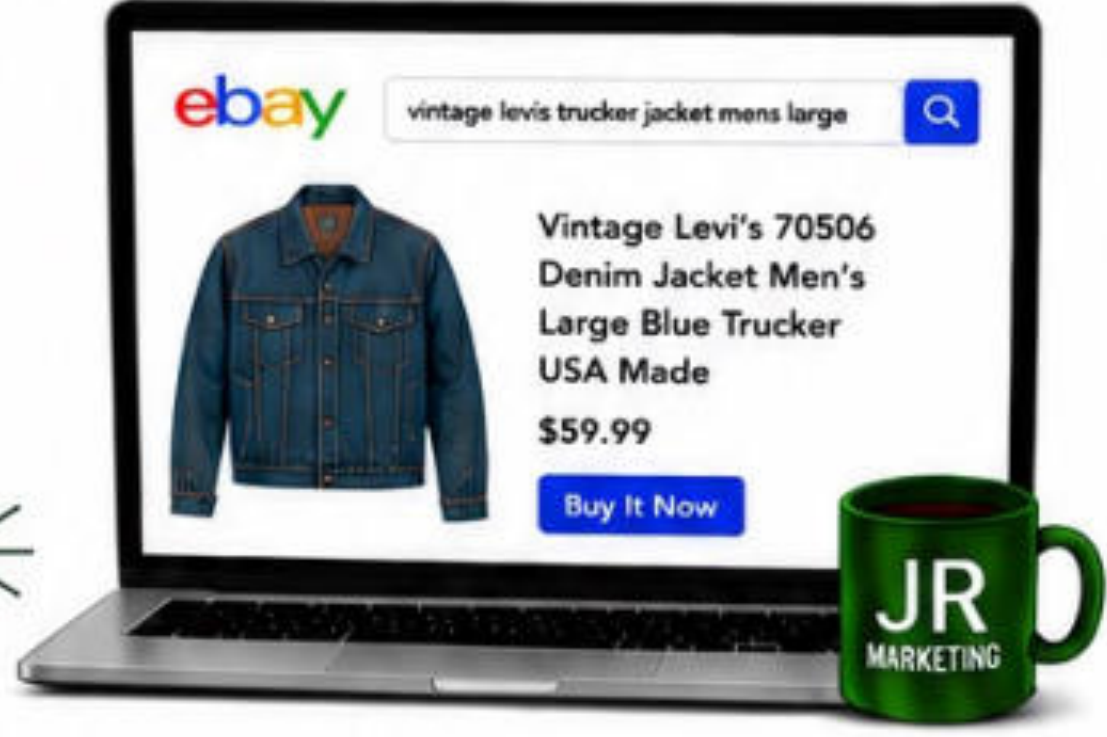 ebay
vintage levis trucker jacket mens large
Vintage Levi's 70506
Denim Jacket Men's
Large Blue Trucker
USA Made
$59.99
Buy It Now
JR
MARKETING